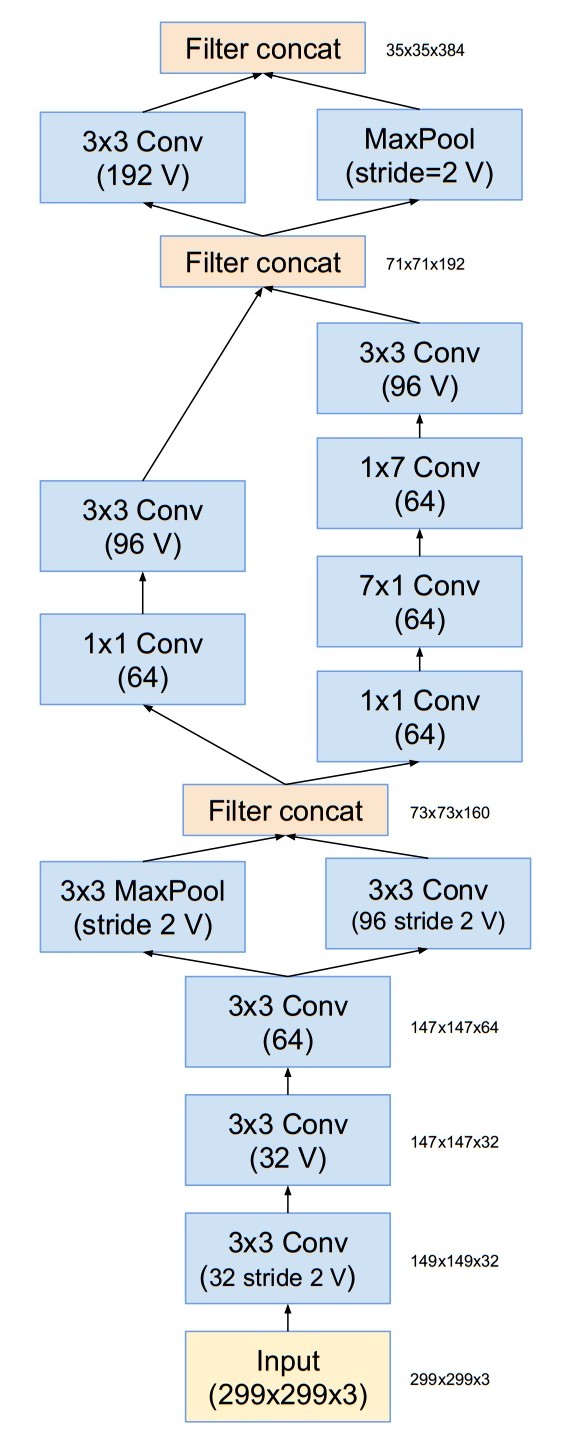 Filter concat
35x35x384
3x3 Conv
(192 V)
MaxPool
(stride=2 V)
Filter concat
71x71x192
3x3 Conv
(96 V)
1x7 Conv
(64)
3x3 Conv
(96 V)
7x1 Conv
(64)
1x1 Conv
(64)
1x1 Conv
(64)
Filter concat
73x73x160
3x3 MaxPool
(stride 2 V)
3x3 Conv
(96 stride 2 V)
3x3 Conv
(64)
147x147x64
3x3 Conv
(32 V)
147x147x32
3x3 Conv
(32 stride 2 V)
149x149x32
Input
(299x299x3)
299x299x3